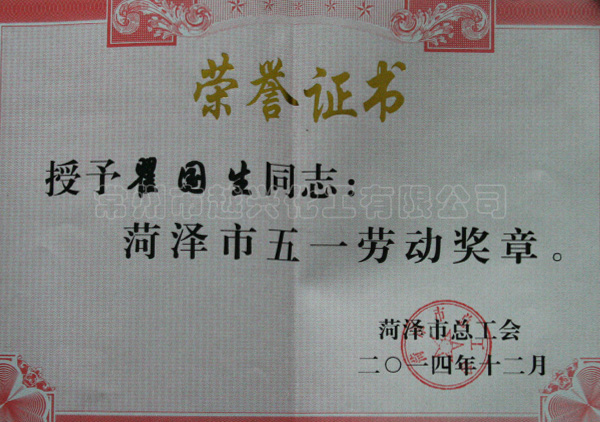 荣誉证书
授予翟国生同志：
菏泽市五一劳动奖章。
菏泽市总工会
二〇一四年十二月